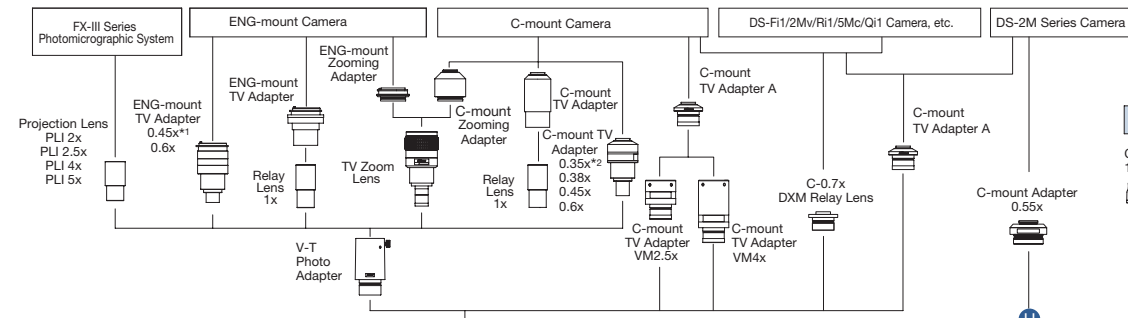 FX-III Series
Photomicrographic System
ENG-mount Camera
C-mount Camera
DS-Fi1/2Mv/Ri1/5Mc/Qi1 Camera, etc.
DS-2M Series Camera
Projection Lens
PLI 2x
PLI 2.5x
PLI 4x
PLI 5x
ENG-mount
TV Adapter
0.45x*1
0.6x
ENG-mount
TV Adapter
Relay
Lens
1x
ENG-mount
Zooming
Adapter
TV Zoom
Lens
C-mount
Zooming
Adapter
C-mount
TV Adapter
Relay
Lens
1x
C-mount TV
Adapter
0.35x*2
0.38x
0.45x
0.6x
C-mount
TV Adapter A
C-mount
TV Adapter
VM2.5x
C-mount
TV Adapter
VM4x
C-0.7x
DXM Relay Lens
C-mount
TV Adapter A
C-mount Adapter
0.55x
V-T
Photo
Adapter